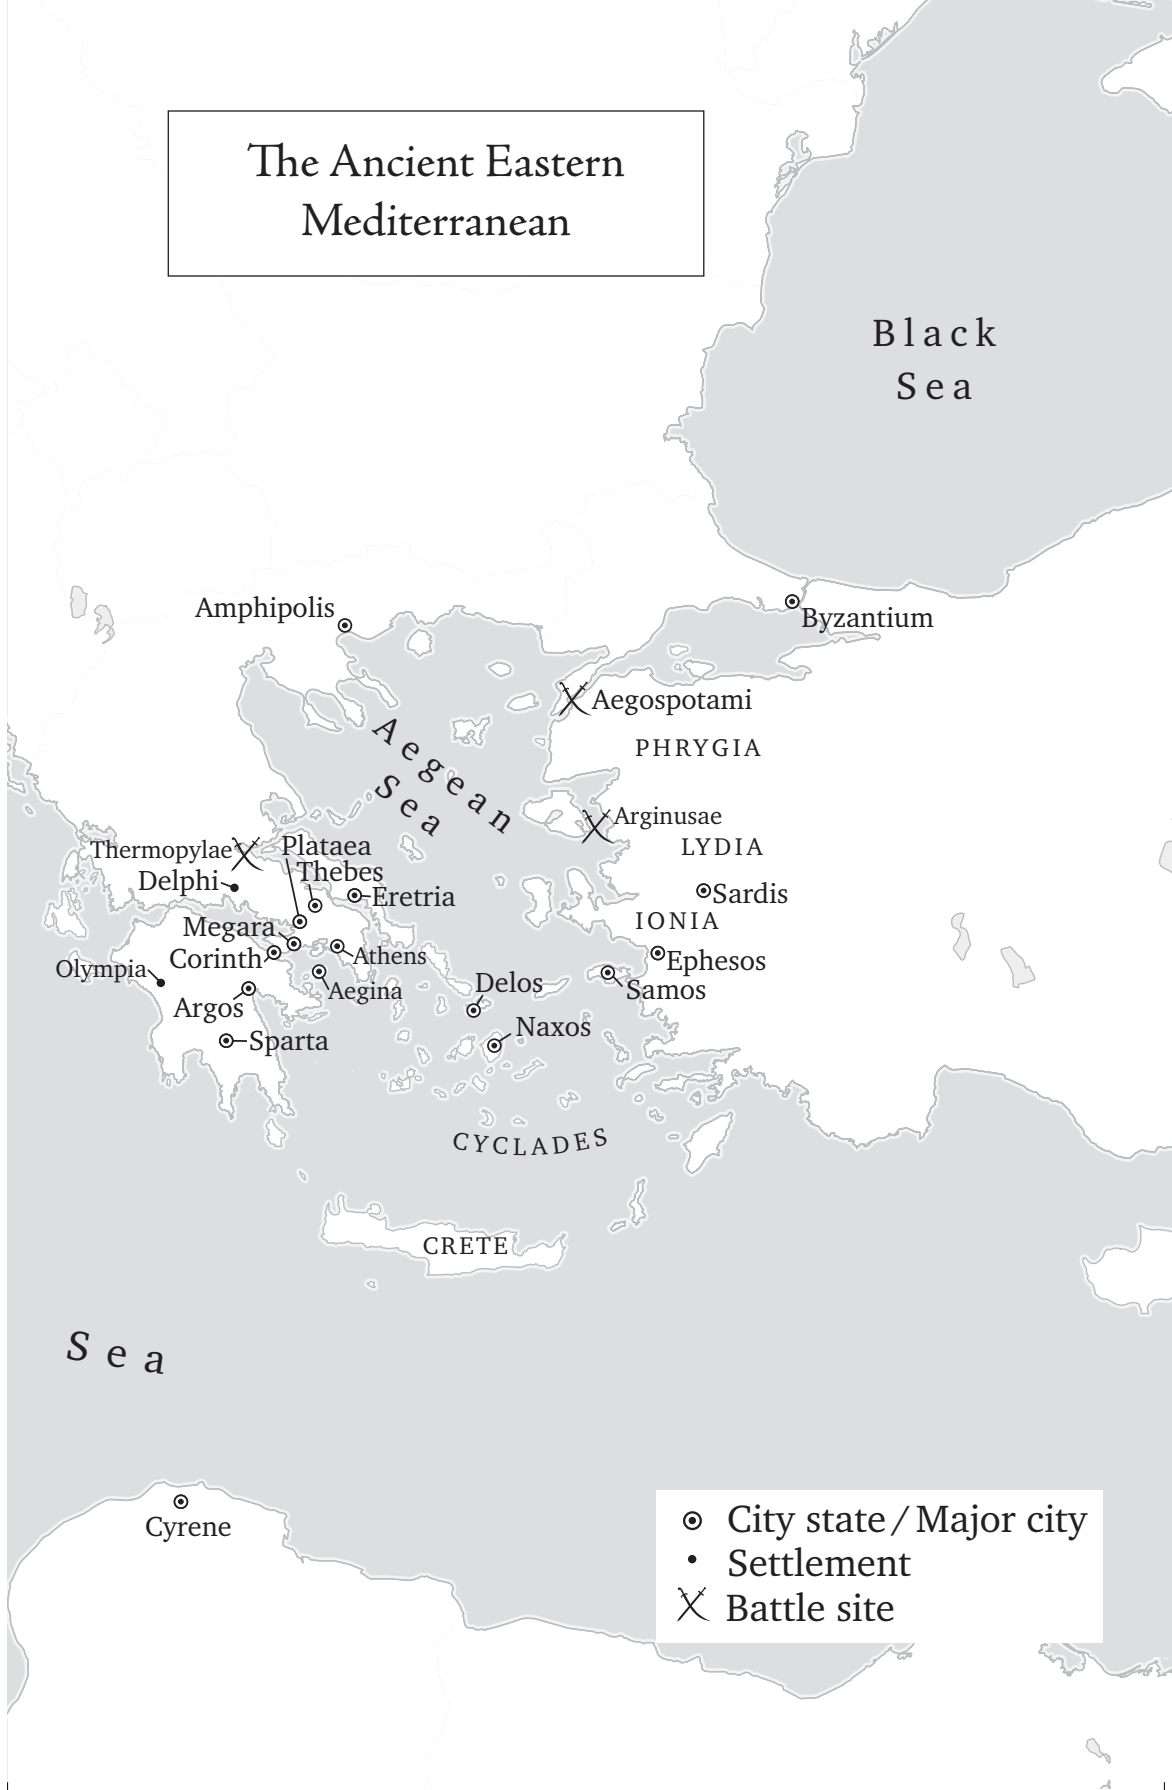 The Ancient Eastern
Mediterranean
Black
Sea
Amphipolis
Byzantium
Aegospotami
PHRYGIA
Aegean
Sea
Arginusae
LYDIA
Thermopylae
Plataea
Thebes
Delphi
Eretria
Sardis
IONIA
Megara
Corinth
Athens
Ephesos
Olympia
Aegina
Delos
Samos
Argos
Naxos
Sparta
CYCLADES
CRETE
Sea
Cyrene
City state / Major city
Settlement
Battle site